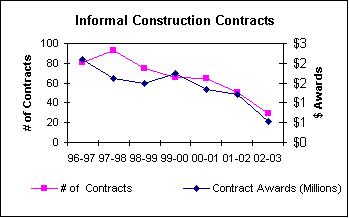 Informal Construction Contracts
# of Contracts
100
80
60
40
20
0
$3
$2
$2
$1
$1
$0
$ Awards
96-97 97-98 98-99 99-00 00-01 01-02 02-03
# of Contracts Contract Awards (Millions)